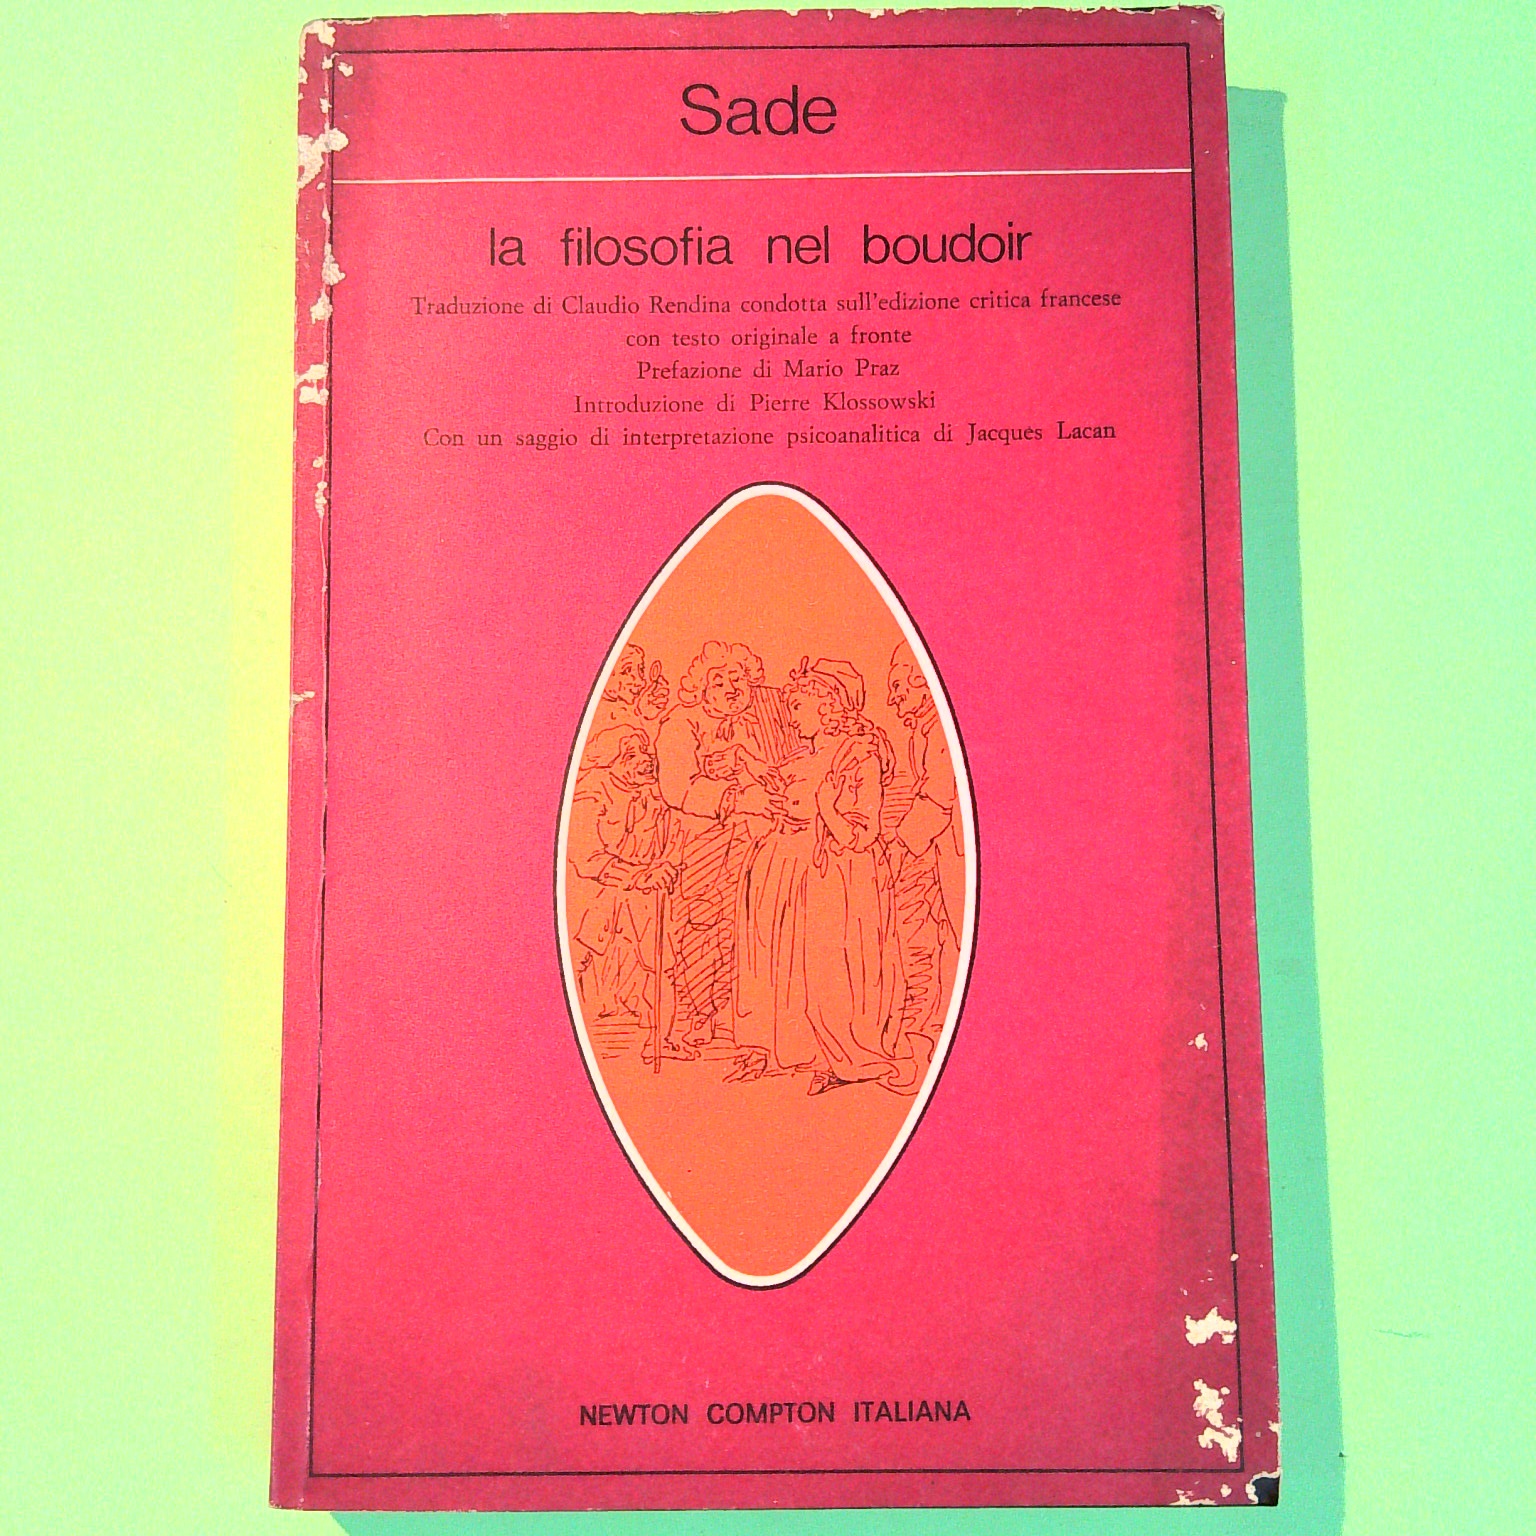 Sade
la filosofia nel boudoir
Traduzione di Claudio Rendina condotta sull'edizione critica francese
con testo originale a fronte
Prefazione di Mario Praz
Introduzione di Pierre Klossowski
Con un saggio di interpretazione psicoanalitica di Jacques Lacan
NEWTON COMPTON ITALIANA